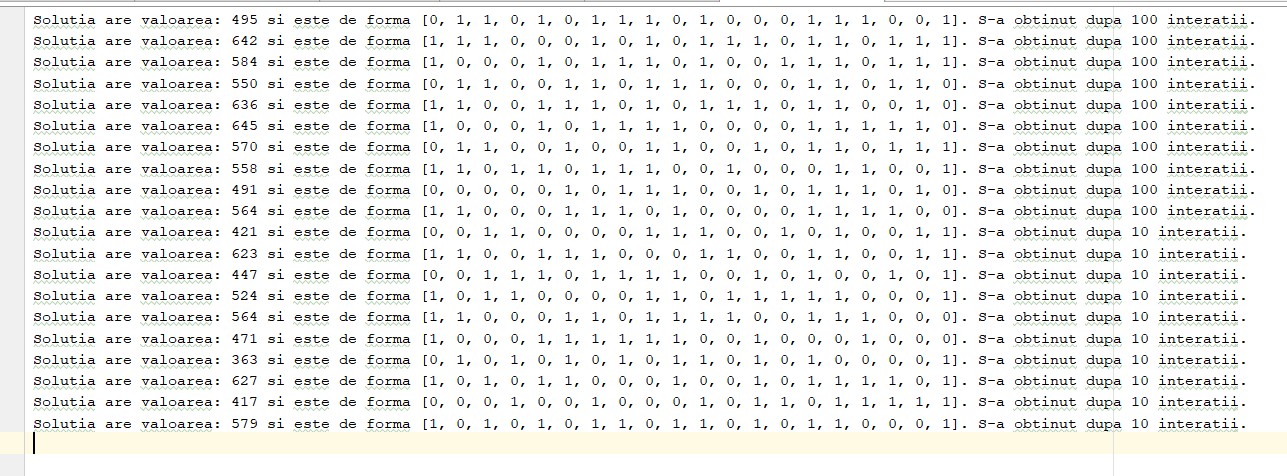 Solutia are valoarea: 495 si este de forma [0, 1, 1, 0, 1, 0, 1, 1, 1, 0, 1, 0, 0, 0, 1, 1, 1, 0, 0, 1]. S-a obtinut dupa 100 interatii.
Solutia are valoarea: 642 si este de forma [1, 1, 1, 0, 0, 0, 1, 0, 1, 0, 1, 1, 1, 0, 1, 1, 0, 1, 1, 1]. S-a obtinut dupa 100 interatii.
Solutia are valoarea: 584 si este de forma [1, 0, 0, 0, 1, 0, 1, 1, 1, 0, 1, 0, 0, 1, 1, 1, 0, 1, 1, 1]. S-a obtinut dupa 100 interatii.
Solutia are valoarea: 550 si este de forma [0, 1, 1, 0, 0, 1, 1, 0, 1, 1, 1, 0, 0, 0, 1, 0, 1, 1, 1, 0]. S-a obtinut dupa 100 interatii.
Solutia are valoarea: 636 si este de forma [1, 1, 0, 0, 1, 1, 1, 0, 1, 0, 1, 1, 1, 0, 1, 1, 0, 0, 1, 0]. S-a obtinut dupa 100 interatii.
Solutia are valoarea: 645 si este de forma [1, 0, 0, 0, 1, 0, 1, 1, 1, 1, 0, 0, 0, 0, 1, 1, 1, 1, 1, 0]. S-a obtinut dupa 100 interatii.
Solutia are valoarea: 570 si este de forma [0, 1, 1, 0, 0, 1, 0, 0, 1, 1, 0, 0, 1, 0, 1, 1, 0, 1, 1, 1]. S-a obtinut dupa 100 interatii.
Solutia are valoarea: 558 si este de forma [1, 1, 0, 1, 1, 0, 1, 1, 1, 0, 0, 1, 0, 0, 0, 1, 1, 0, 0, 1]. S-a obtinut dupa 100 interatii.
Solutia are valoarea: 491 si este de forma [0, 0, 0, 0, 0, 1, 0, 1, 1, 1, 0, 0, 1, 0, 1, 1, 1, 0, 1, 0]. S-a obtinut dupa 100 interatii.
Solutia are valoarea: 564 si este de forma [1, 1, 0, 0, 0, 1, 1, 1, 0, 1, 0, 0, 0, 0, 1, 1, 1, 1, 0, 0]. S-a obtinut dupa 100 interatii.
Solutia are valoarea: 421 si este de forma [0, 0, 1, 1, 0, 0, 0, 0, 1, 1, 1, 0, 0, 1, 0, 1, 0, 0, 1, 1]. S-a obtinut dupa 10 interatii.
Solutia are valoarea: 623 si este de forma [1, 1, 0, 0, 1, 1, 1, 0, 0, 0, 1, 1, 0, 0, 1, 1, 0, 1, 1, 1]. S-a obtinut dupa 10 interatii.
Solutia are valoarea: 447 si este de forma [0, 0, 1, 1, 1, 0, 1, 1, 1, 1, 0, 0, 1, 0, 1, 0, 0, 1, 0, 1]. S-a obtinut dupa 10 interatii.
Solutia are valoarea: 524 si este de forma [1, 0, 1, 1, 0, 0, 0, 0, 1, 1, 0, 1, 1, 1, 1, 1, 0, 0, 0, 1]. S-a obtinut dupa 10 interatii.
Solutia are valoarea: 564 si este de forma [1, 1, 0, 0, 0, 1, 1, 0, 1, 1, 1, 1, 0, 0, 1, 1, 1, 0, 0, 0]. S-a obtinut dupa 10 interatii.
Solutia are valoarea: 471 si este de forma [1, 0, 0, 0, 1, 1, 1, 1, 1, 1, 0, 0, 1, 0, 0, 0, 1, 0, 0, 0]. S-a obtinut dupa 10 interatii.
Solutia are valoarea: 363 si este de forma [0, 1, 0, 1, 0, 1, 0, 1, 0, 1, 1, 0, 1, 0, 1, 0, 0, 0, 0, 1]. S-a obtinut dupa 10 interatii.
Solutia are valoarea: 627 si este de forma [1, 0, 1, 0, 1, 1, 0, 0, 0, 1, 0, 0, 1, 0, 1, 1, 1, 1, 0, 1]. S-a obtinut dupa 10 interatii.
Solutia are valoarea: 417 si este de forma [0, 0, 0, 1, 0, 0, 1, 0, 0, 0, 1, 0, 1, 1, 0, 1, 1, 1, 1, 1]. S-a obtinut dupa 10 interatii.
Solutia are valoarea: 579 si este de forma [1, 0, 1, 0, 1, 0, 1, 1, 0, 1, 1, 0, 1, 0, 1, 1, 0, 0, 0, 1]. S-a obtinut dupa 10 interatii.